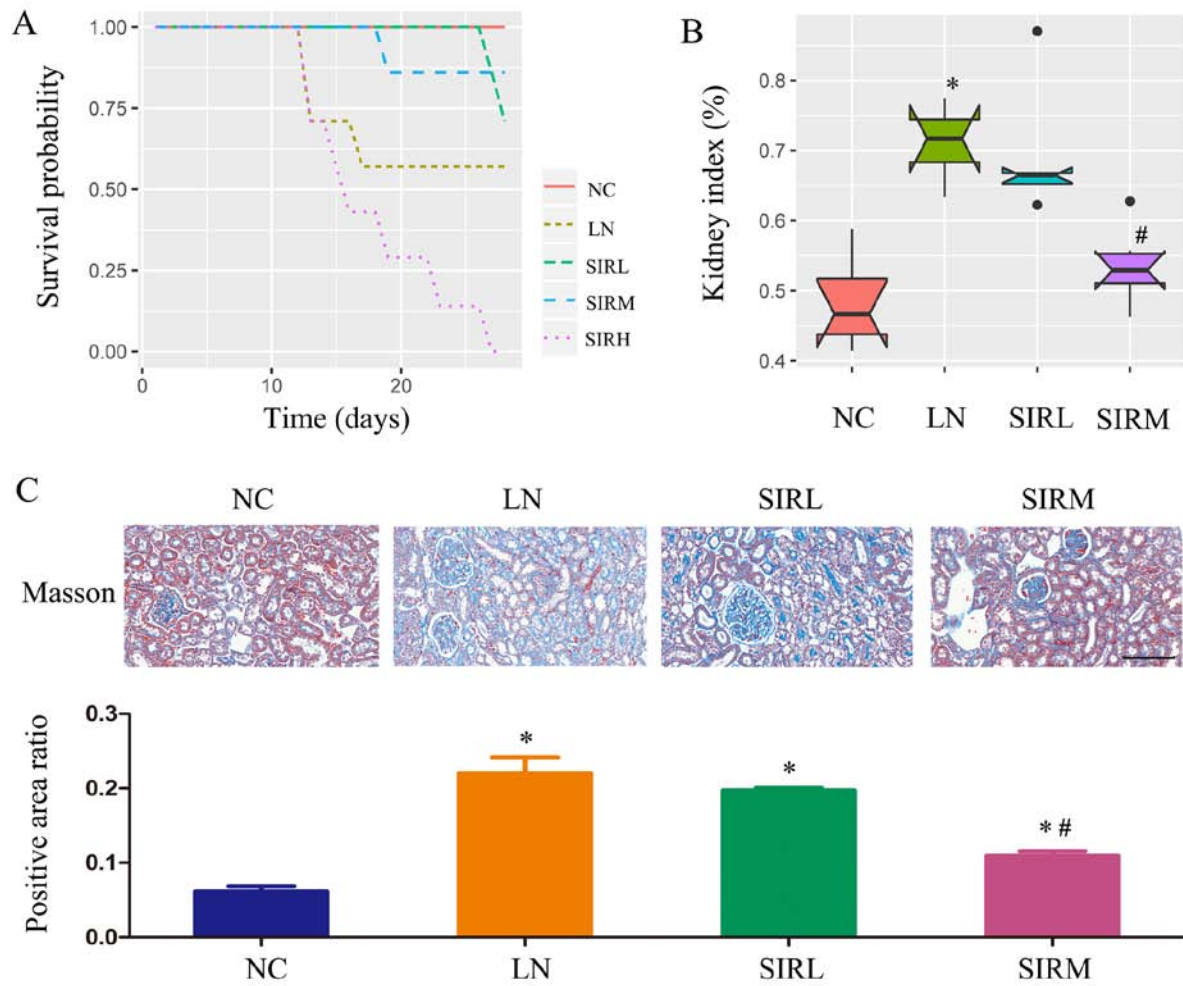 A
Survival probability
1.00
0.75
0.50
0.25
0.00
0
10
20
Time (days)
NC
LN
SIRL
SIRM
SIRH
B
Kidney index (%)
0.8
0.7
0.6
0.5
0.4
*
#
NC
LN
SIRL
SIRM
C
NC
LN
SIRL
SIRM
Masson
Positive area ratio
0.3
0.2
0.1
0.0
*
*
* #
NC
LN
SIRL
SIRM